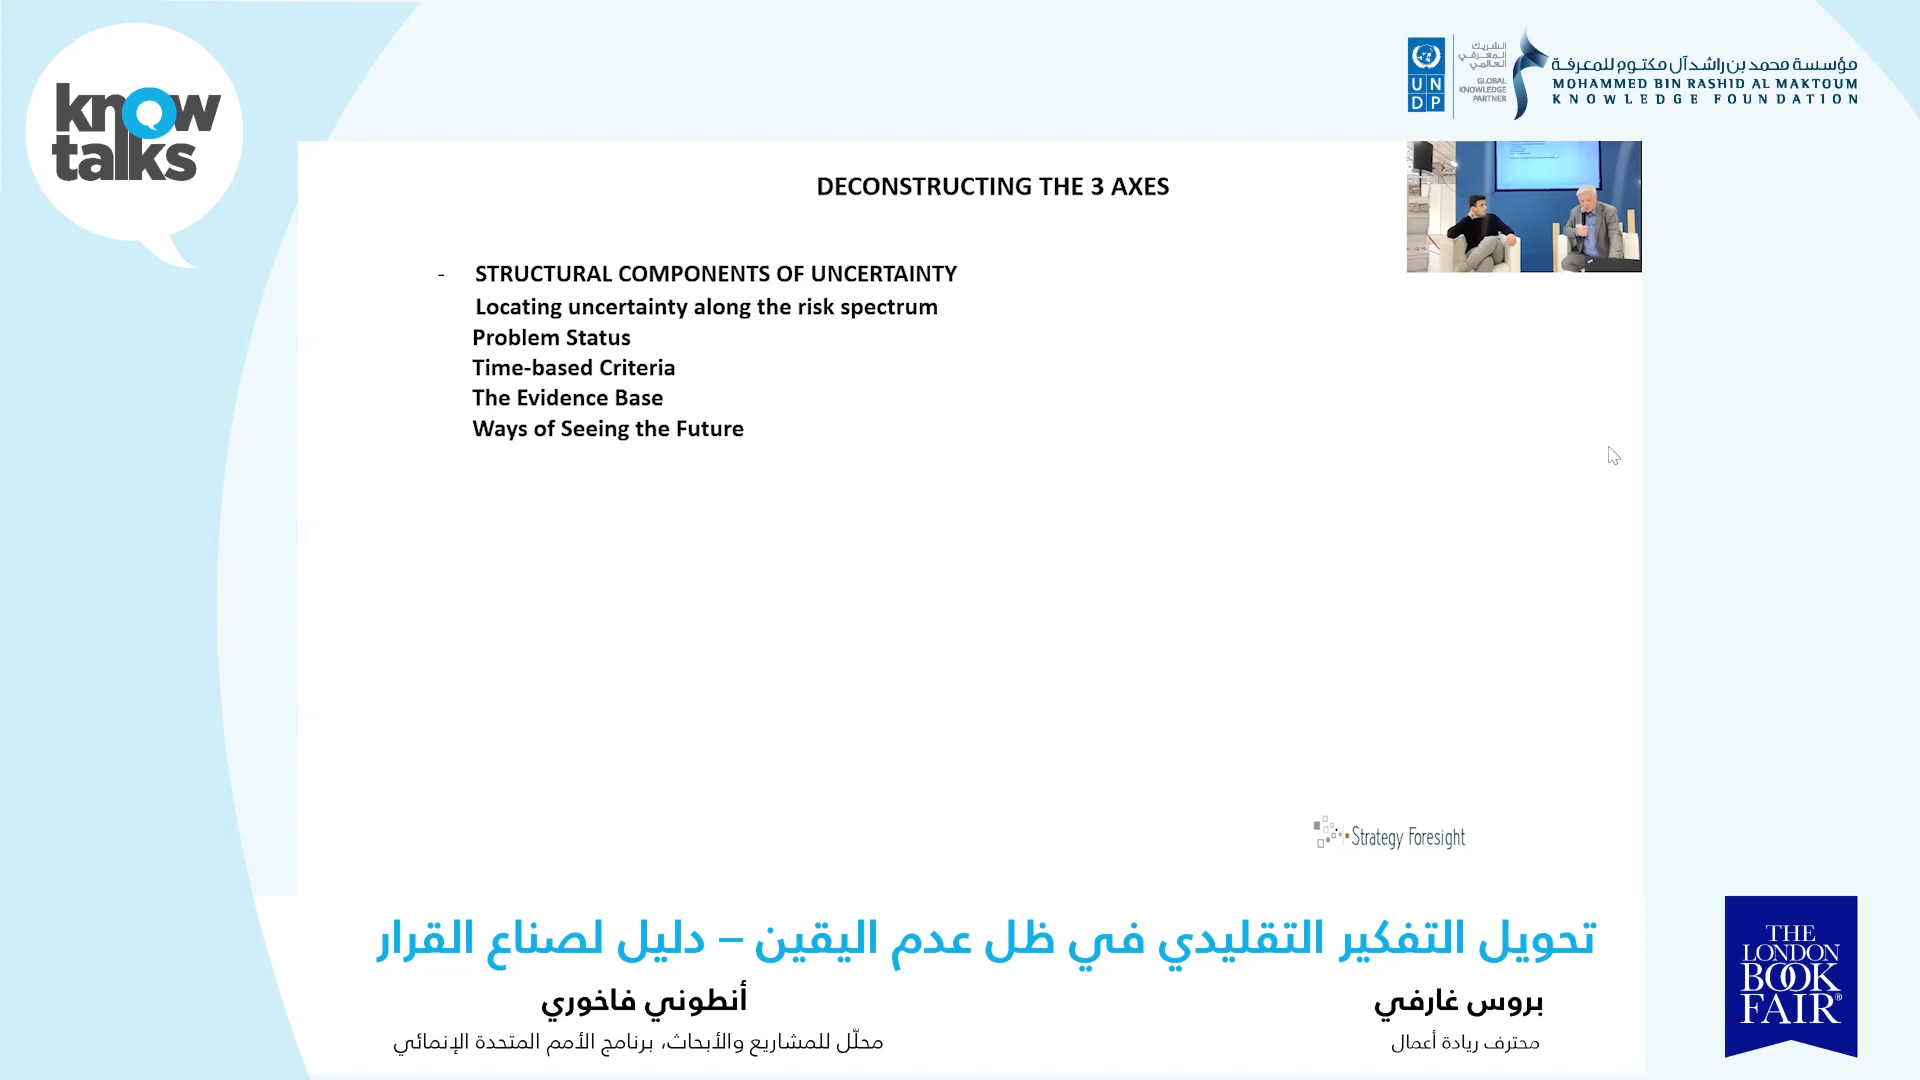 know
talks
الشريك
المعرفي
العالمي
GLOBAL
KNOWLEDGE
PARTNER
UN
DP
مؤسسة محمد بن راشد آل مكتوم للمعرفة
MOHAMMED BIN RASHID AL MAKTOUM
KNOWLEDGE FOUNDATION
DECONSTRUCTING THE 3 AXES
- STRUCTURAL COMPONENTS OF UNCERTAINTY
Locating uncertainty along the risk spectrum
Problem Status
Time-based Criteria
The Evidence Base
Ways of Seeing the Future
Strategy Foresight
تحويل التفكير التقليدي في ظل عدم اليقين – دليل لصناع القرار
بروس غارفي
محترف ريادة أعمال
أنطوني فاخوري
محلّل للمشاريع والأبحاث، برنامج الأمم المتحدة الإنمائي
THE
LONDON
BOOK
FAIR®